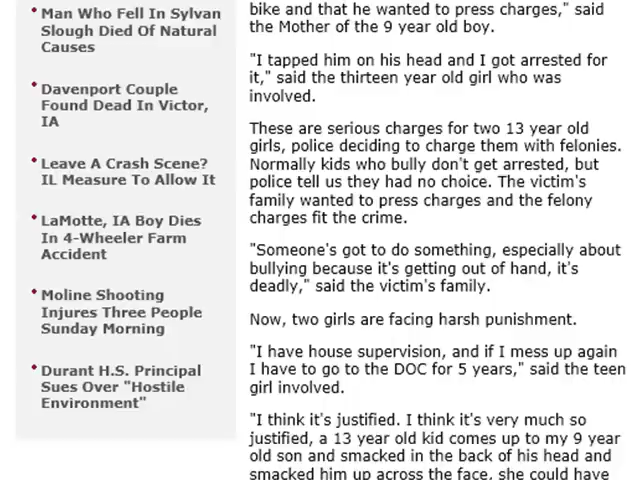 Man Who Fell In Sylvan
Slough Died Of Natural
Causes
Davenport Couple
Found Dead In Victor,
IA
Leave A Crash Scene?
IL Measure To Allow It
LaMotte, IA Boy Dies
In 4-Wheeler Farm
Accident
Moline Shooting
Injures Three People
Sunday Morning
Durant H.S. Principal
Sues Over "Hostile
Environment"
bike and that he wanted to press charges," said
the Mother of the 9 year old boy.
"I tapped him on his head and I got arrested for
it," said the thirteen year old girl who was
involved.
These are serious charges for two 13 year old
girls, police deciding to charge them with felonies.
Normally kids who bully don't get arrested, but
police tell us they had no choice. The victim's
family wanted to press charges and the felony
charges fit the crime.
"Someone's got to do something, especially about
bullying because it's getting out of hand, it's
deadly," said the victim's family.
Now, two girls are facing harsh punishment.
"I have house supervision, and if I mess up again
I have to go to the DOC for 5 years," said the teen
girl involved.
"I think it's justified. I think it's very much so
justified, a 13 year old kid comes up to my 9 year
old son and smacked in the back of his head and
smacked him up across the face, she could have